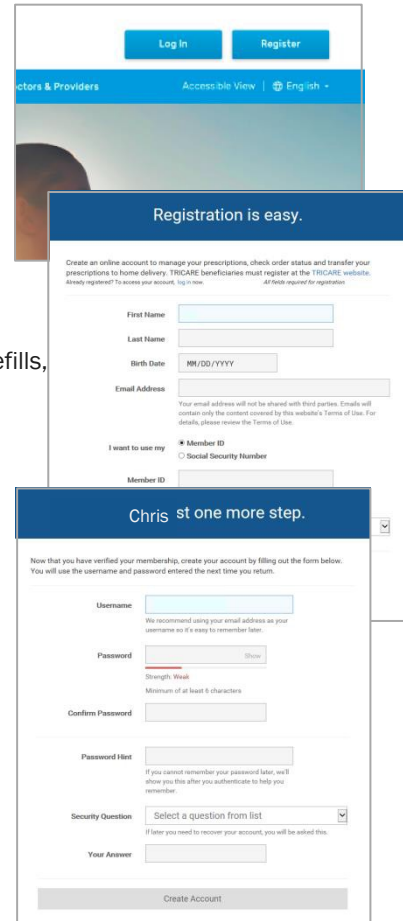 Log In Register
ctors & Providers Accessible View | English
Registration is easy.
Create an online account to manage your prescriptions, check order status and transfer your
prescriptions to home delivery. TRICARE beneficiaries must register at the TRICARE website.
Already registered? To access your account, log in now. All fields required for registration
First Name
Last Name
Birth Date MM/DD/YYYY
Email Address
Your email address will not be shared with third parties. Emails will
contain only the content covered by this website's Terms of Use. For
details, please review the Terms of Use.
I want to use my Member ID
Social Security Number
Member ID
efills,
Chris st one more step.
Now that you have verified your membership, create your account by filling out the form below.
You will use the username and password entered the next time you return.
Username
We recommend using your email address as your
username so it's easy to remember later.
Password Show
Strength: Weak
Minimum of at least 6 characters
Confirm Password
Password Hint
If you cannot remember your password later, we'll
show you this after you authenticate to help you
remember.
Security Question Select a question from list
If later you need to recover your account, you will be asked this.
Your Answer
Create Account